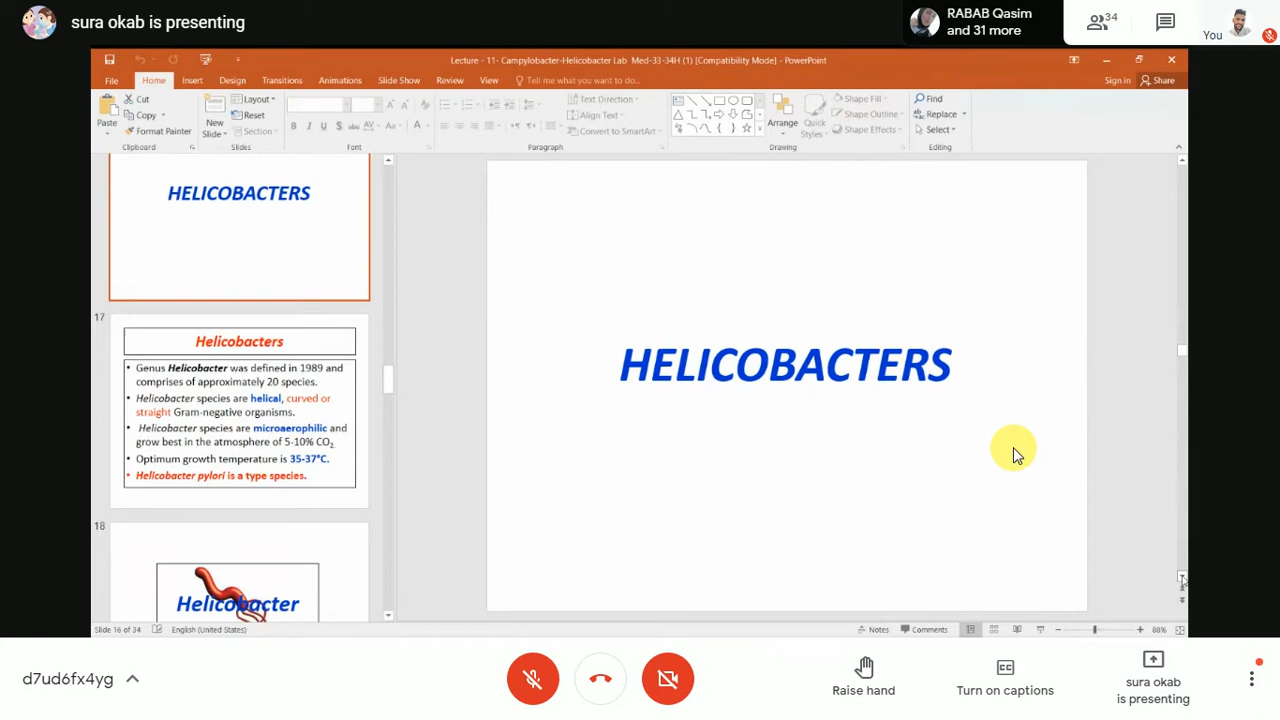 sura okab is presenting
RABAB Qasim
and 31 more
34
You
Lecture - 11- Campylobacter-Helicobacter Lab Med-33-34H (1) [Compatibility Mode] - PowerPoint
File Home Insert Design Transitions Animations Slide Show Review View Tell me what you want to do... Sign in Share
Paste
Cut
Copy
Format Painter
Clipboard
New Slide
Layout
Reset
Section
Slides
B I U S abc AV Aa A
Font
Text Direction
Align Text
Convert to SmartArt
Paragraph
Arrange
Quick Styles
Shape Fill
Shape Outline
Shape Effects
Drawing
Find
Replace
Select
Editing
HELICOBACTERS
17
Helicobacters
• Genus Helicobacter was defined in 1989 and
comprises of approximately 20 species.
• Helicobacter species are helical, curved or
straight Gram-negative organisms.
• Helicobacter species are microaerophilic and
grow best in the atmosphere of 5-10% CO2.
• Optimum growth temperature is 35-37°C.
• Helicobacter pylori is a type species.
18
Helicobacter
HELICOBACTERS
Slide 16 of 34 English (United States) Notes Comments 88%
d7ud6fx4yg
Raise hand
Turn on captions
sura okab
is presenting